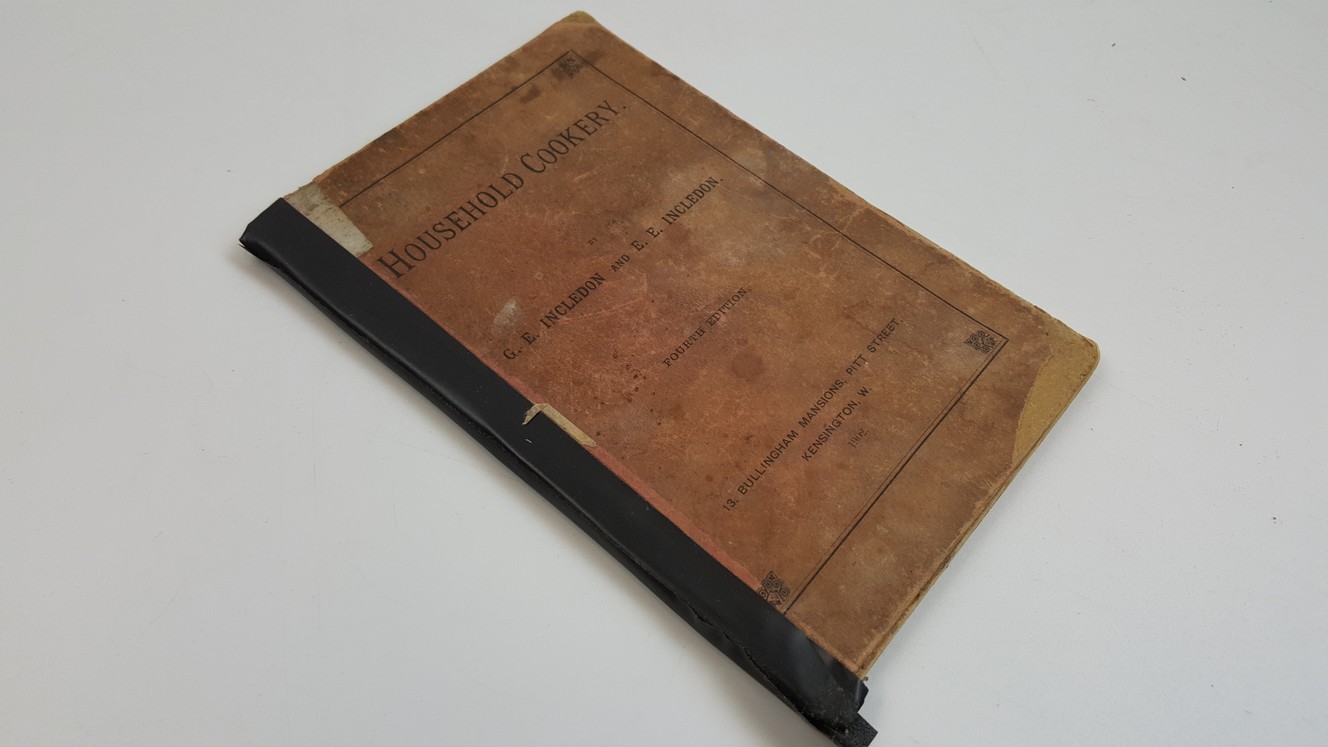 HOUSEHOLD COOKERY.
BY
G. E. INCLEDON AND E. E. INCLEDON.
FOURTH EDITION.
13, BULLINGHAM MANSIONS, PITT STREET,
KENSINGTON, W.